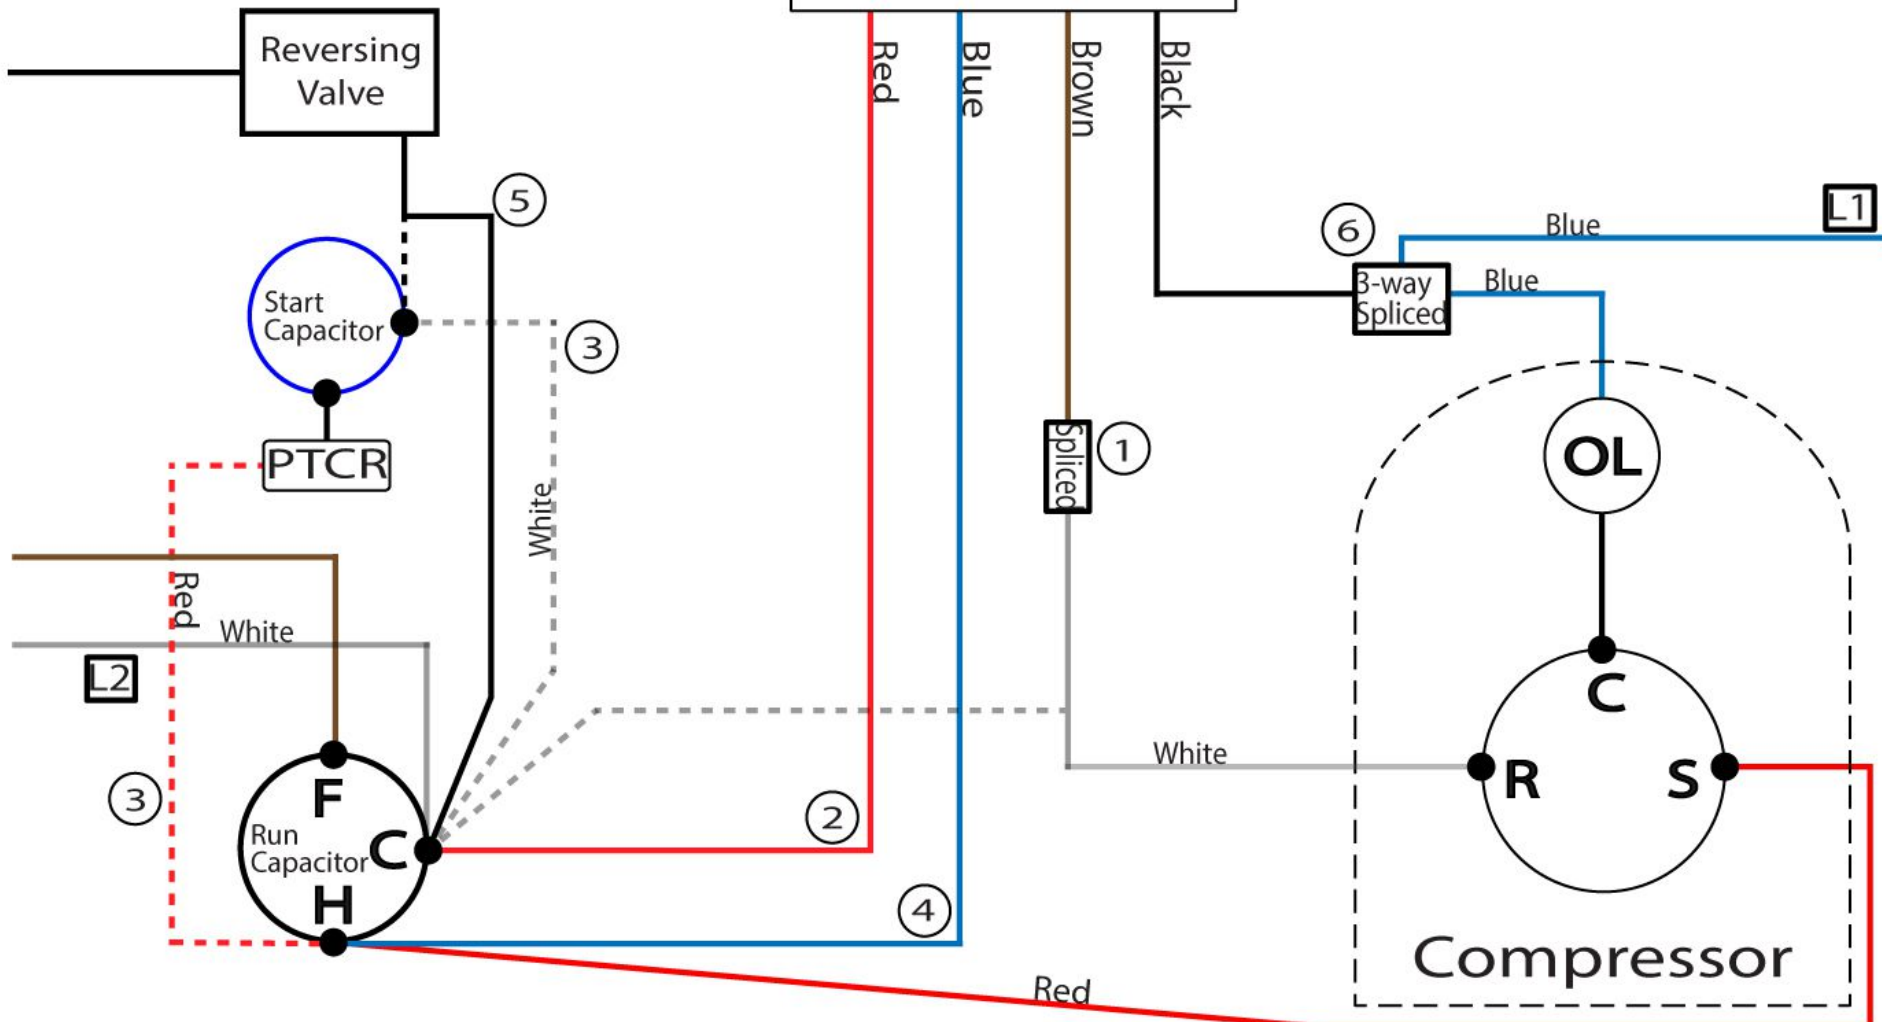 Reversing
Valve
Red
Blue
Brown
Black
5
L1
6
Blue
3-way
Spliced
Blue
Start
Capacitor
3
PTCR
White
Spliced
1
OL
Red
White
L2
C
White
R
S
3
F
Run
Capacitor
C
H
2
4
Compressor
Red